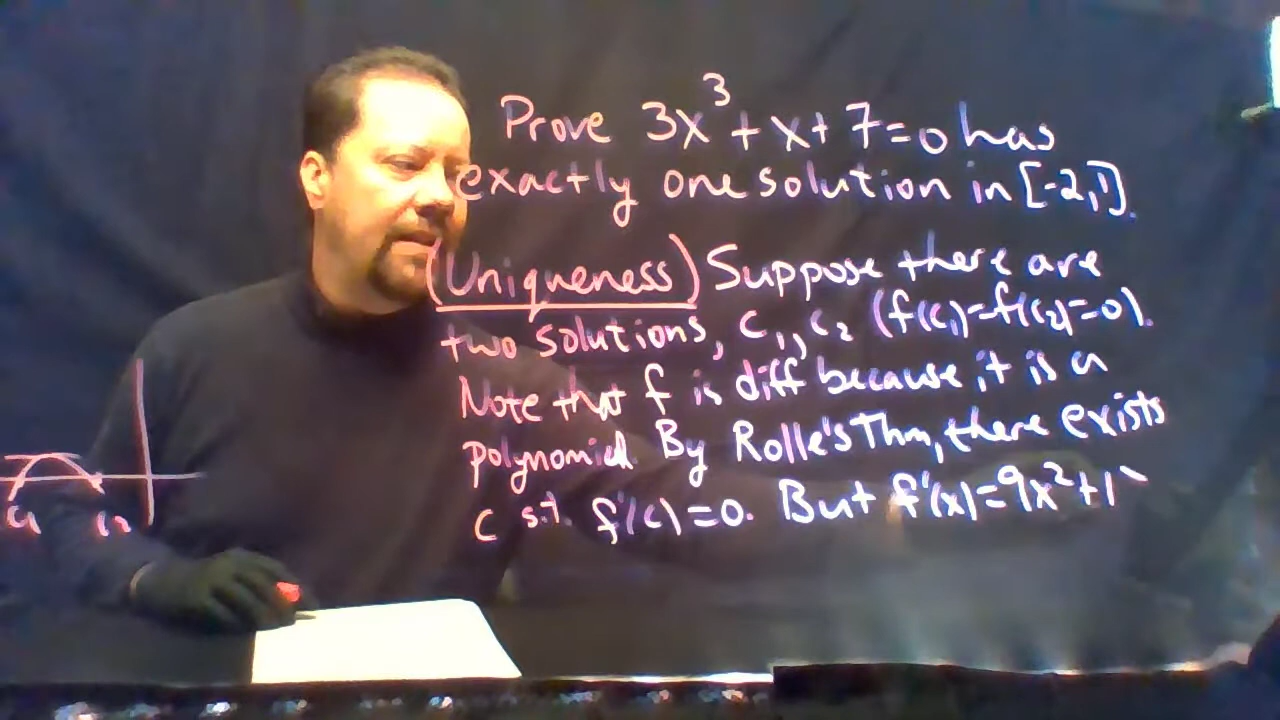 Prove 3x³+x+7=0 has
exactly one solution in [-2,1].
(Uniqueness) Suppose there are
two solutions, c₁, c₂ (f(c₁)=f(c₂)=0).
Note that f is diff because it is a
polynomial. By Rolle's Thm, there exists
c s.t. f'(c)=0. But f'(x)=9x²+1
c₁ c₂